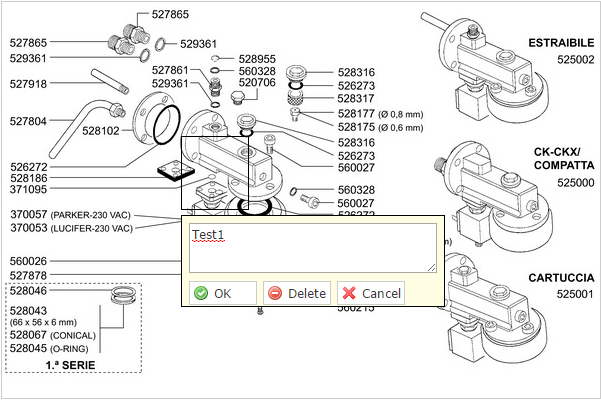 527865
527865
529361
529361
527918
527804
528102
526272
528186
371095
370057 (PARKER-230 VAC)
370053 (LUCIFER-230 VAC)
560026
527878
528046
528043
(66 x 56 x 6 mm)
528067 (CONICAL)
528045 (O-RING)
1.ª SERIE
528955
527861
560328
529361
520706
528316
526273
528317
528177 (Ø 0,8 mm)
528175 (Ø 0,6 mm)
528316
526273
560027
560328
560027
526272
Test1
OK
Delete
Cancel
560215
ESTRAIBILE
525002
CK-CKX/
COMPATTA
525000
CARTUCCIA
525001